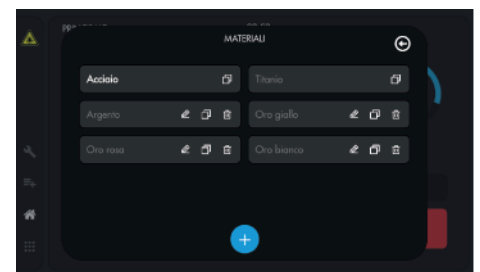 MATERIALI
Acciaio
Titanio
Argento
Oro giallo
Oro rosa
Oro bianco